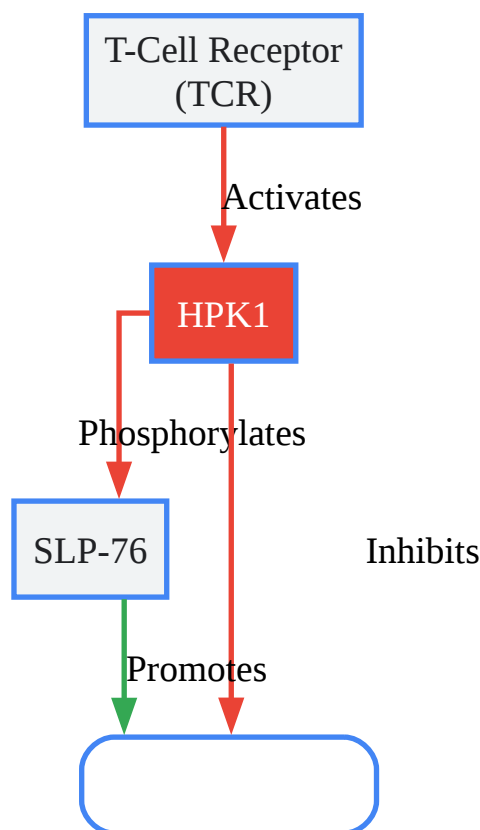 T-Cell Receptor
(TCR)
Activates
HPK1
Phosphorylates
SLP-76
Inhibits
Promotes